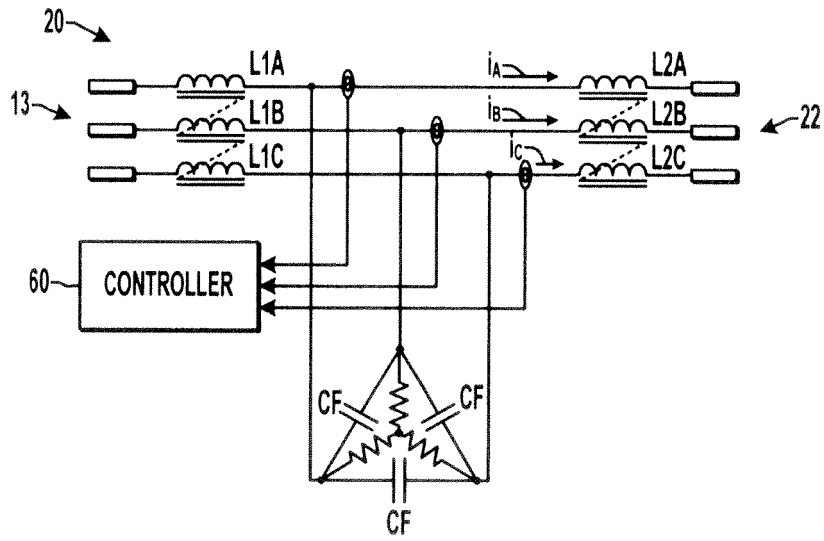 20
L1A
iA
L2A
13
L1B
iB
L2B
22
iC
L1C
L2C
60
CONTROLLER
CF
CF
CF